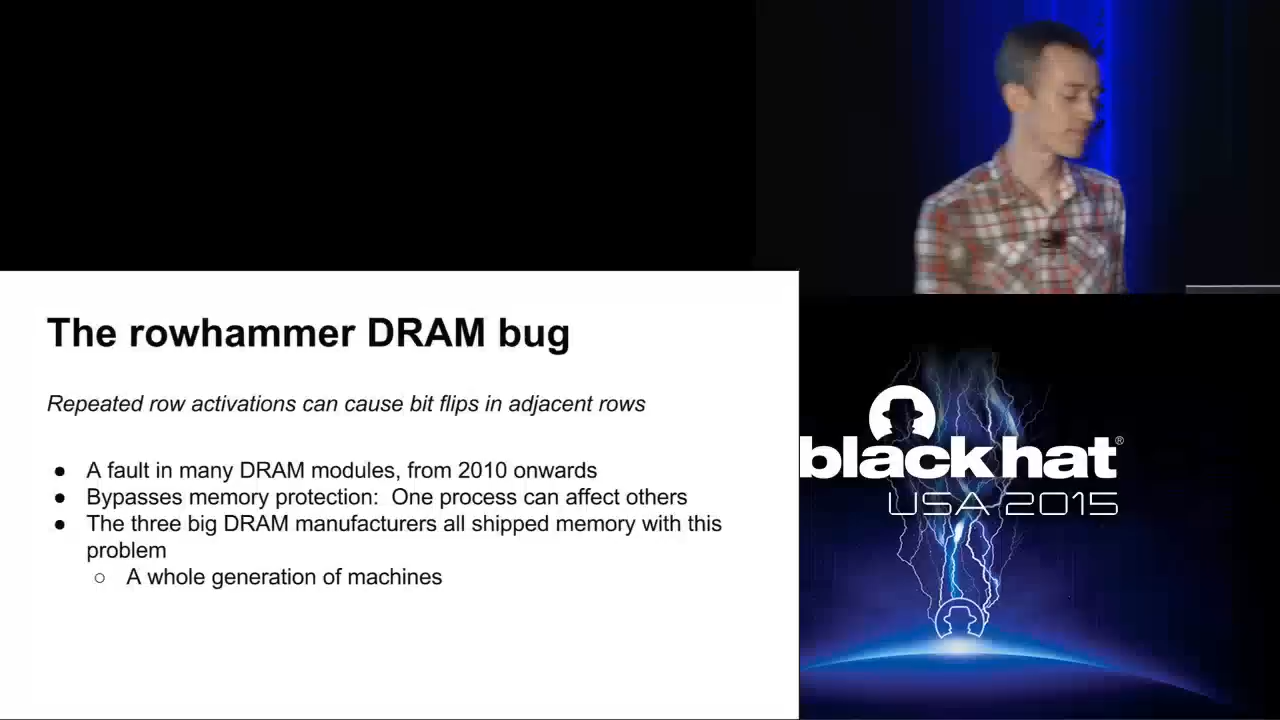 The rowhammer DRAM bug
Repeated row activations can cause bit flips in adjacent rows
● A fault in many DRAM modules, from 2010 onwards
● Bypasses memory protection: One process can affect others
● The three big DRAM manufacturers all shipped memory with this
problem
○ A whole generation of machines
black hat®
USA 2015